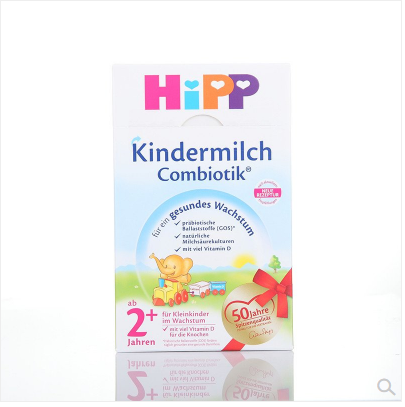 HiPP
Kindermilch
Combiotik®
NEUE
REZEPTUR
für ein gesundes Wachstum
präbiotische
Ballaststoffe (GOS)*
natürliche
Milchsäurekulturen
mit viel Vitamin D
ab
2+
Jahren
für Kleinkinder
im Wachstum
mit viel Vitamin D
für die Knochen
50 Jahre
Spitzenqualität